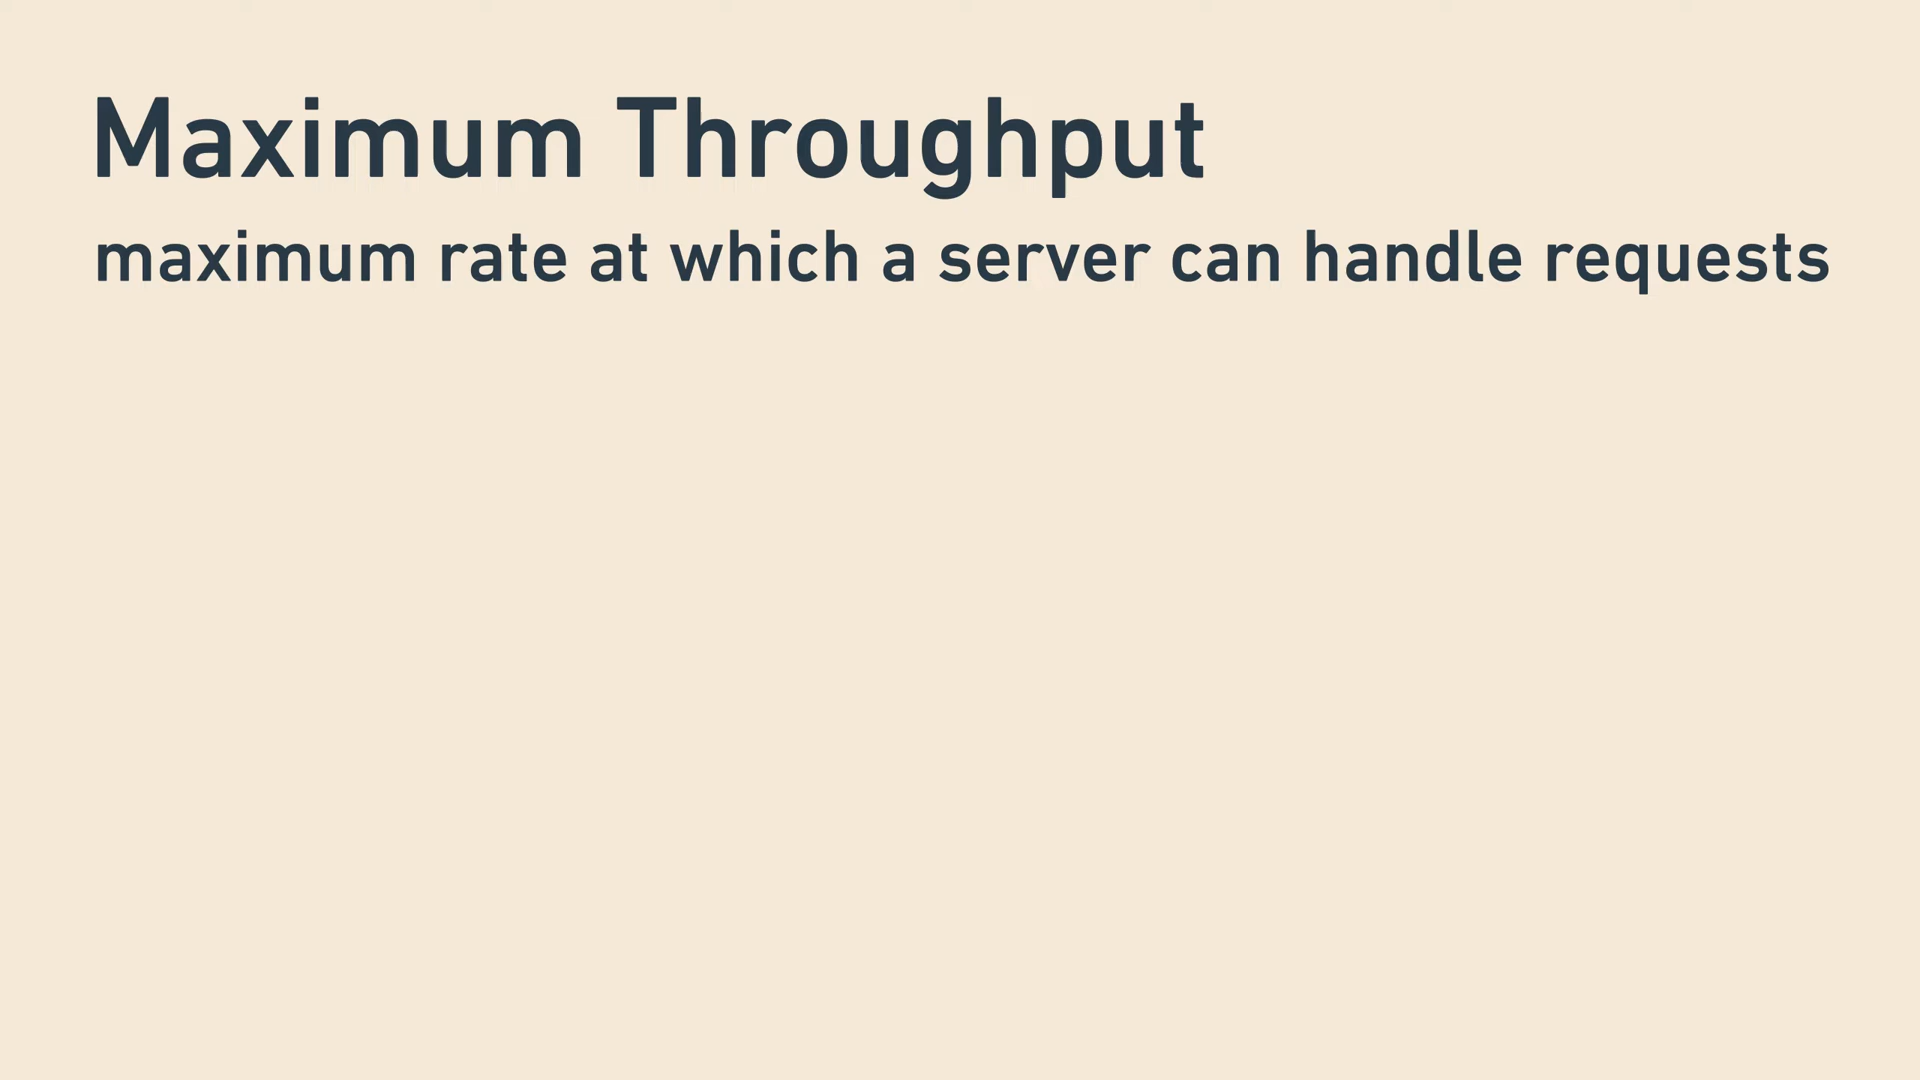 Maximum Throughput
maximum rate at which a server can handle requests